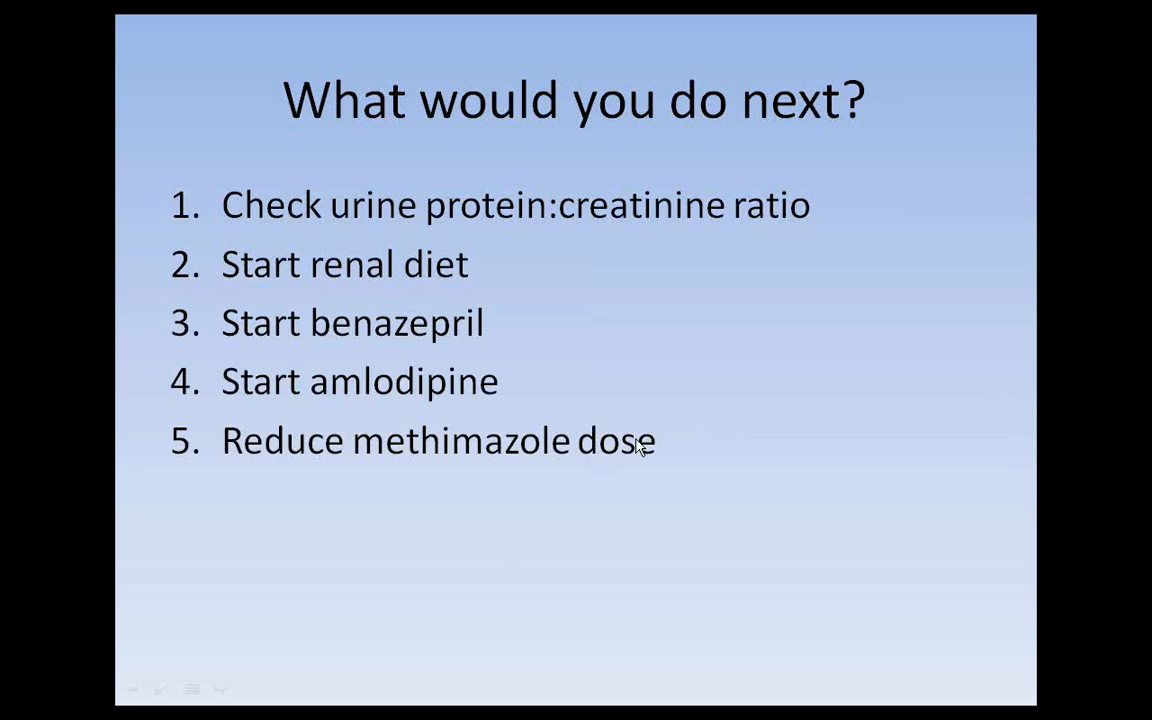 What would you do next?
1. Check urine protein:creatinine ratio
2. Start renal diet
3. Start benazepril
4. Start amlodipine
5. Reduce methimazole dose